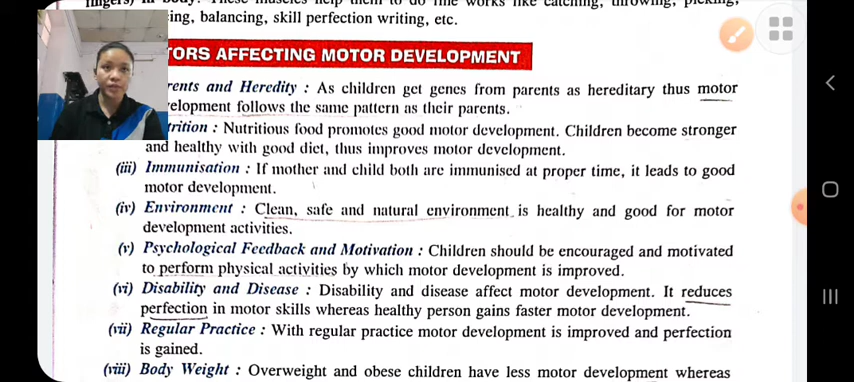 body. These muscles help them to do fine works like catching, throwing, picking,
ing, balancing, skill perfection writing, etc.
TORS AFFECTING MOTOR DEVELOPMENT
rents and Heredity : As children get genes from parents as hereditary thus motor
velopment follows the same pattern as their parents.
trition : Nutritious food promotes good motor development. Children become stronger
and healthy with good diet, thus improves motor development.
(iii) Immunisation : If mother and child both are immunised at proper time, it leads to good
motor development.
(iv) Environment : Clean, safe and natural environment is healthy and good for motor
development activities.
(v) Psychological Feedback and Motivation : Children should be encouraged and motivated
to perform physical activities by which motor development is improved.
(vi) Disability and Disease : Disability and disease affect motor development. It reduces
perfection in motor skills whereas healthy person gains faster motor development.
(vii) Regular Practice : With regular practice motor development is improved and perfection
is gained.
(viii) Body Weight : Overweight and obese children have less motor development whereas